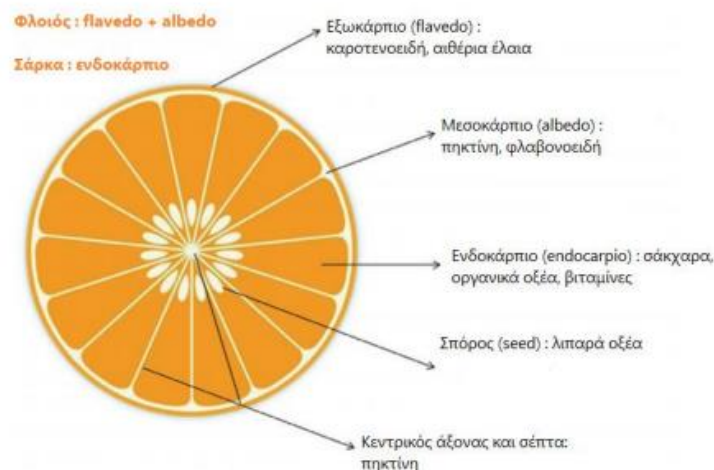 Φλοιός : flavedo + albedo
Σάρκα : ενδοκάρπιο
Εξωκάρπιο (flavedo) :
καροτενοειδή, αιθέρια έλαια
Μεσοκάρπιο (albedo) :
πηκτίνη, φλαβονοειδή
Ενδοκάρπιο (endocarpio) : σάκχαρα,
οργανικά οξέα, βιταμίνες
Σπόρος (seed) : λιπαρά οξέα
Κεντρικός άξονας και σέπτα:
πηκτίνη